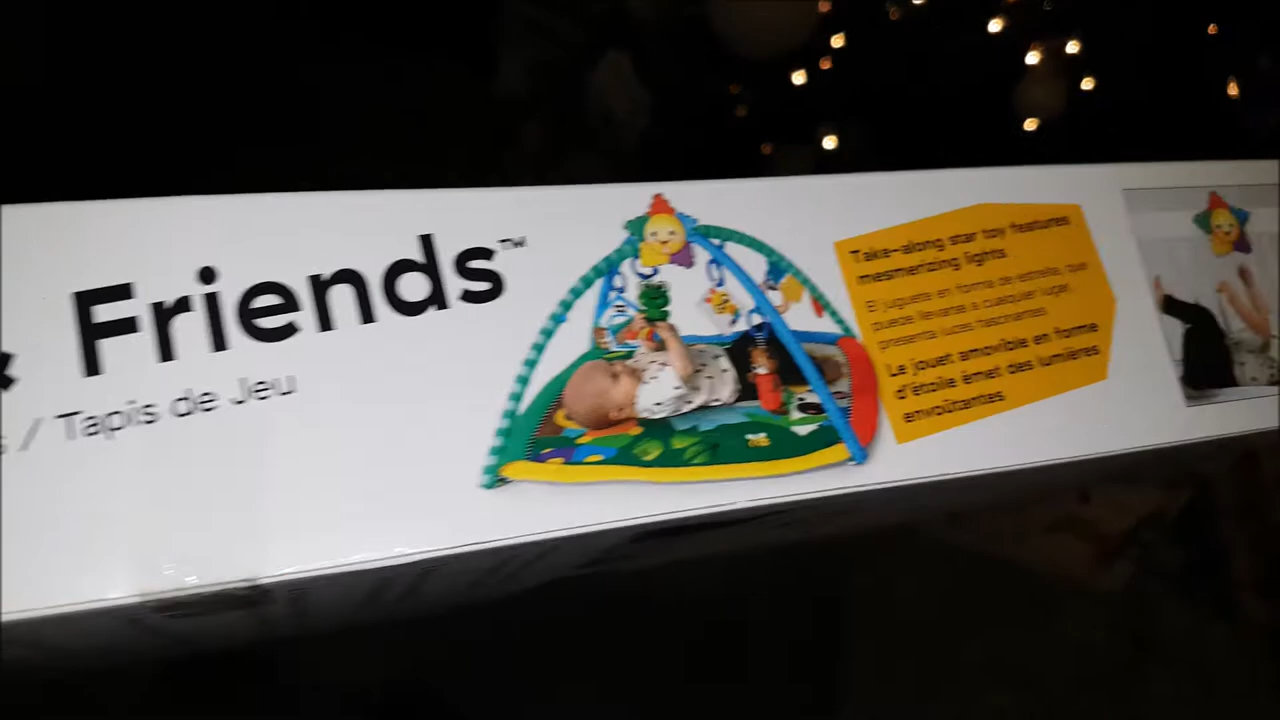 & Friends™
s / Tapis de Jeu
Take-along star toy features
mesmerizing lights
El juguete en forma de estrella, que
puede llevarse a cualquier lugar,
presenta luces fascinantes
Le jouet amovible en forme
d'étoile émet des lumières
envoûtantes